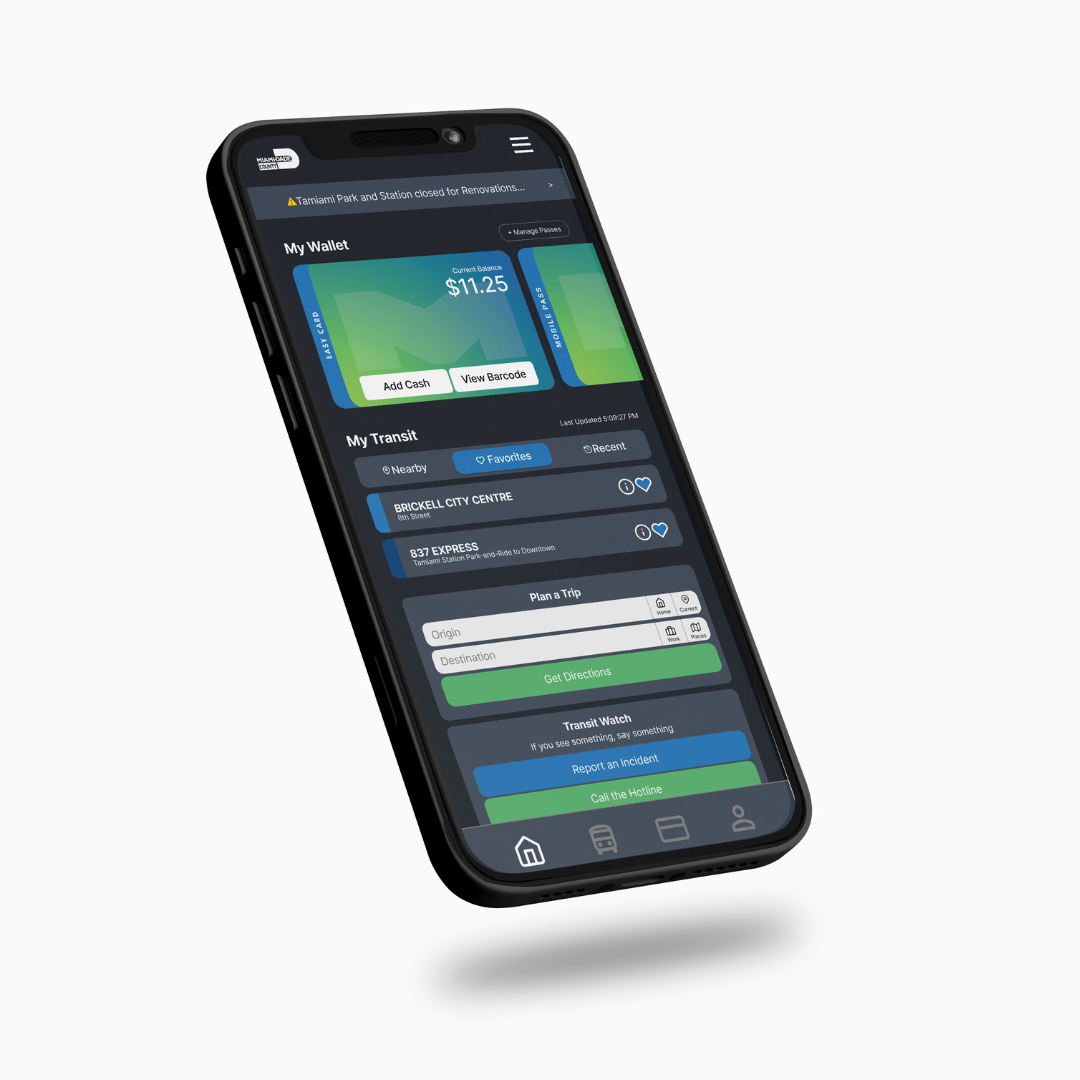 MIAMI-DADE
COUNTY
Tamiami Park and Station closed for Renovations... >
My Wallet
+ Manage Passes
EASY CARD
Current Balance
$11.25
Add Cash
View Barcode
MOBILE PASS
My Transit
Last Updated 5:09:27 PM
Nearby
Favorites
Recent
BRICKELL CITY CENTRE
8th Street
837 EXPRESS
Tamiami Station Park-and-Ride to Downtown
Plan a Trip
Origin
Home
Current
Destination
Work
Places
Get Directions
Transit Watch
If you see something, say something
Report an Incident
Call the Hotline